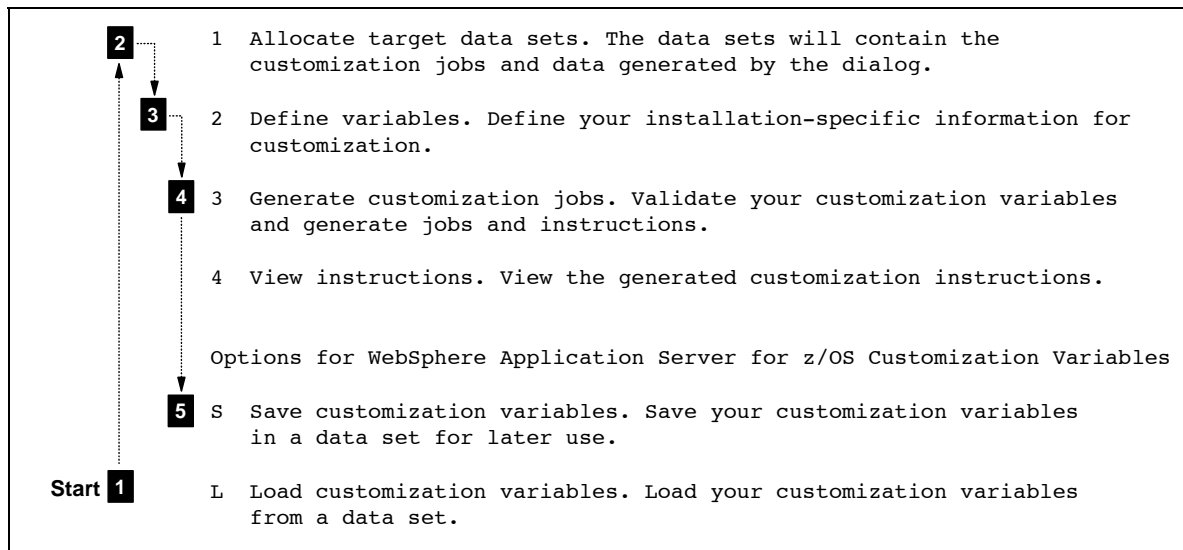 2 1 Allocate target data sets. The data sets will contain the
customization jobs and data generated by the dialog.
3 2 Define variables. Define your installation-specific information for
customization.
4 3 Generate customization jobs. Validate your customization variables
and generate jobs and instructions.
4 View instructions. View the generated customization instructions.
Options for WebSphere Application Server for z/OS Customization Variables
5 S Save customization variables. Save your customization variables
in a data set for later use.
Start 1 L Load customization variables. Load your customization variables
from a data set.